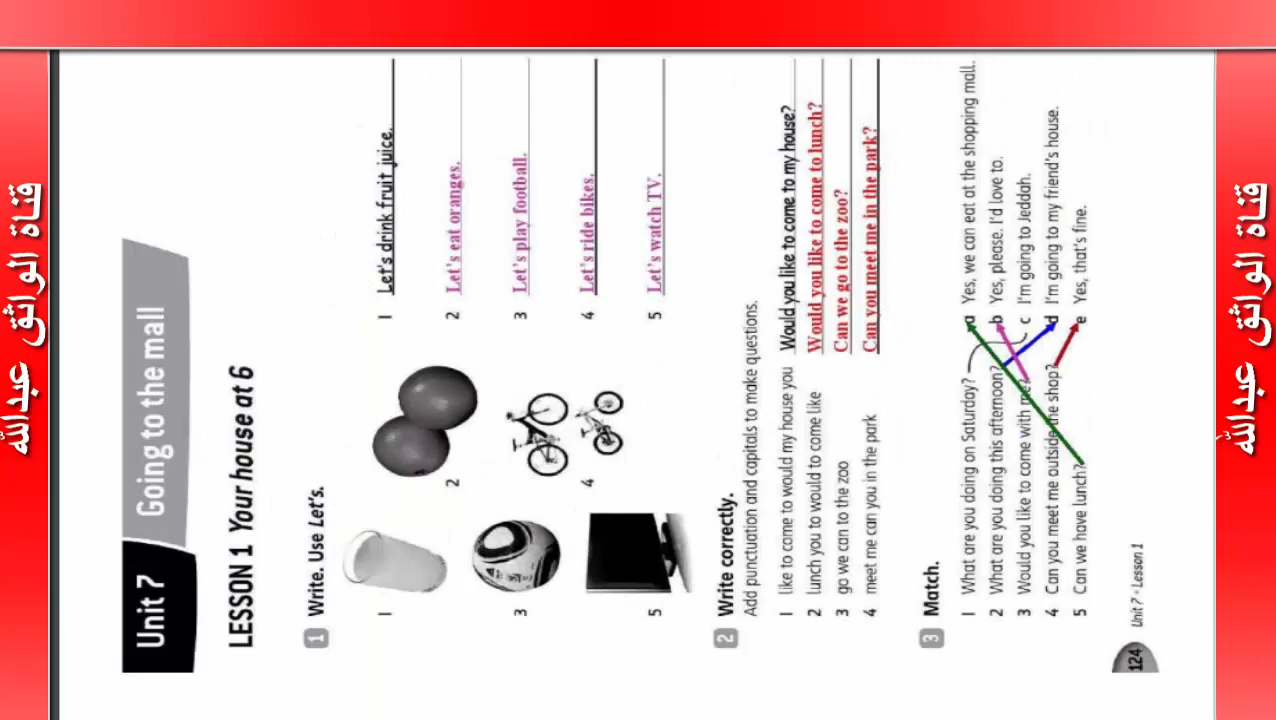 قناة الواثق عبدالله
Unit 7 Going to the mall
LESSON 1 Your house at 6
1 Write. Use Let's.
1
2
3
4
5
1 Let's drink fruit juice.
2 Let's eat oranges.
3 Let's play football.
4 Let's ride bikes.
5 Let's watch TV.
2 Write correctly.
Add punctuation and capitals to make questions.
1 like to come to would my house you Would you like to come to my house?
2 lunch you to would to come like Would you like to come to lunch?
3 go we can to the zoo Can we go to the zoo?
4 meet me can you in the park Can you meet me in the park?
3 Match.
1 What are you doing on Saturday? a Yes, we can eat at the shopping mall.
2 What are you doing this afternoon? b Yes, please. I'd love to.
3 Would you like to come with me? c I'm going to Jeddah.
4 Can you meet me outside the shop? d I'm going to my friend's house.
5 Can we have lunch? e Yes, that's fine.
124 Unit 7 • Lesson 1
قناة الواثق عبدالله